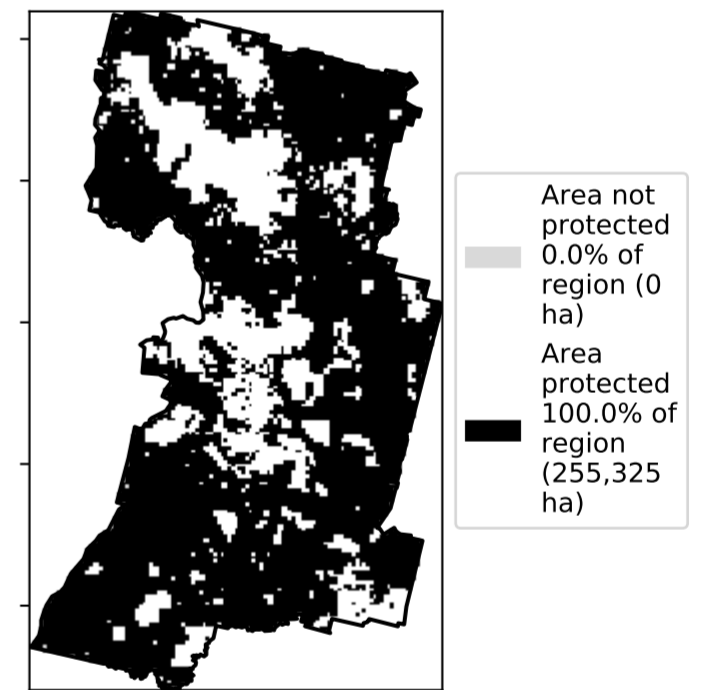 Area not
protected
0.0% of
region (0
ha)
Area
protected
100.0% of
region
(255,325
ha)